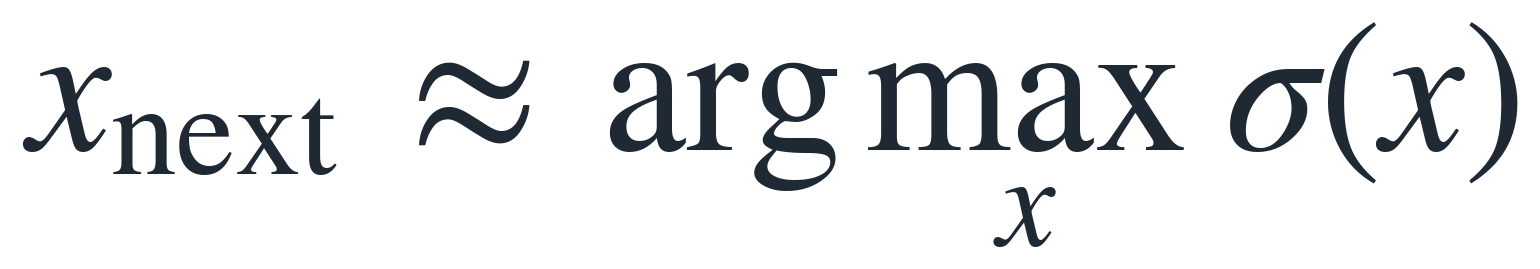 x_next ≈ arg max_x σ(x)